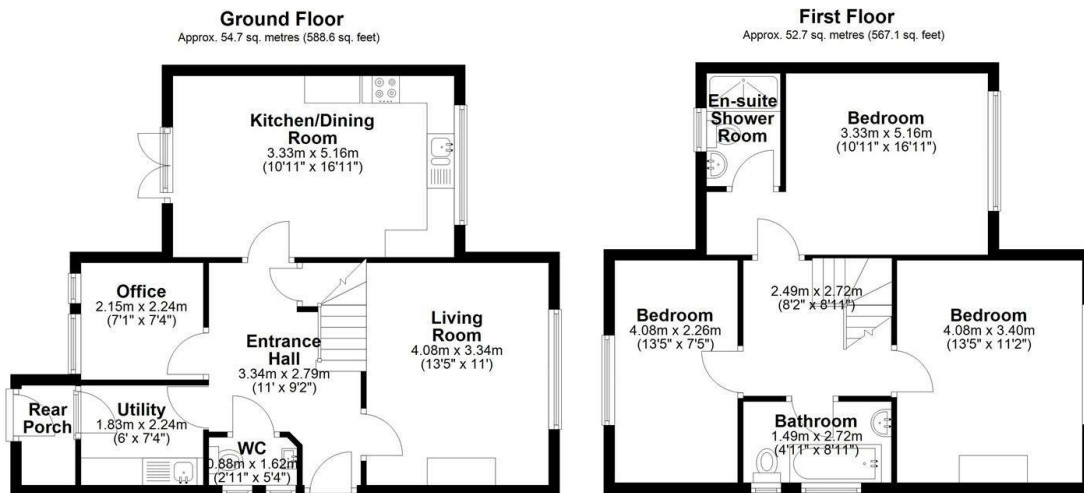 Ground Floor
Approx. 54.7 sq. metres (588.6 sq. feet)
Kitchen/Dining
Room
3.33m x 5.16m
(10'11" x 16'11")
Office
2.15m x 2.24m
(7'1" x 7'4")
Entrance
Hall
3.34m x 2.79m
(11' x 9'2")
Living
Room
4.08m x 3.34m
(13'5" x 11')
Rear
Porch
Utility
1.83m x 2.24m
(6' x 7'4")
WC
0.88m x 1.62m
(2'11" x 5'4")
First Floor
Approx. 52.7 sq. metres (567.1 sq. feet)
En-suite
Shower
Room
Bedroom
3.33m x 5.16m
(10'11" x 16'11")
Bedroom
4.08m x 2.26m
(13'5" x 7'5")
2.49m x 2.72m
(8'2" x 8'11")
Bedroom
4.08m x 3.40m
(13'5" x 11'2")
Bathroom
1.49m x 2.72m
(4'11" x 8'11")